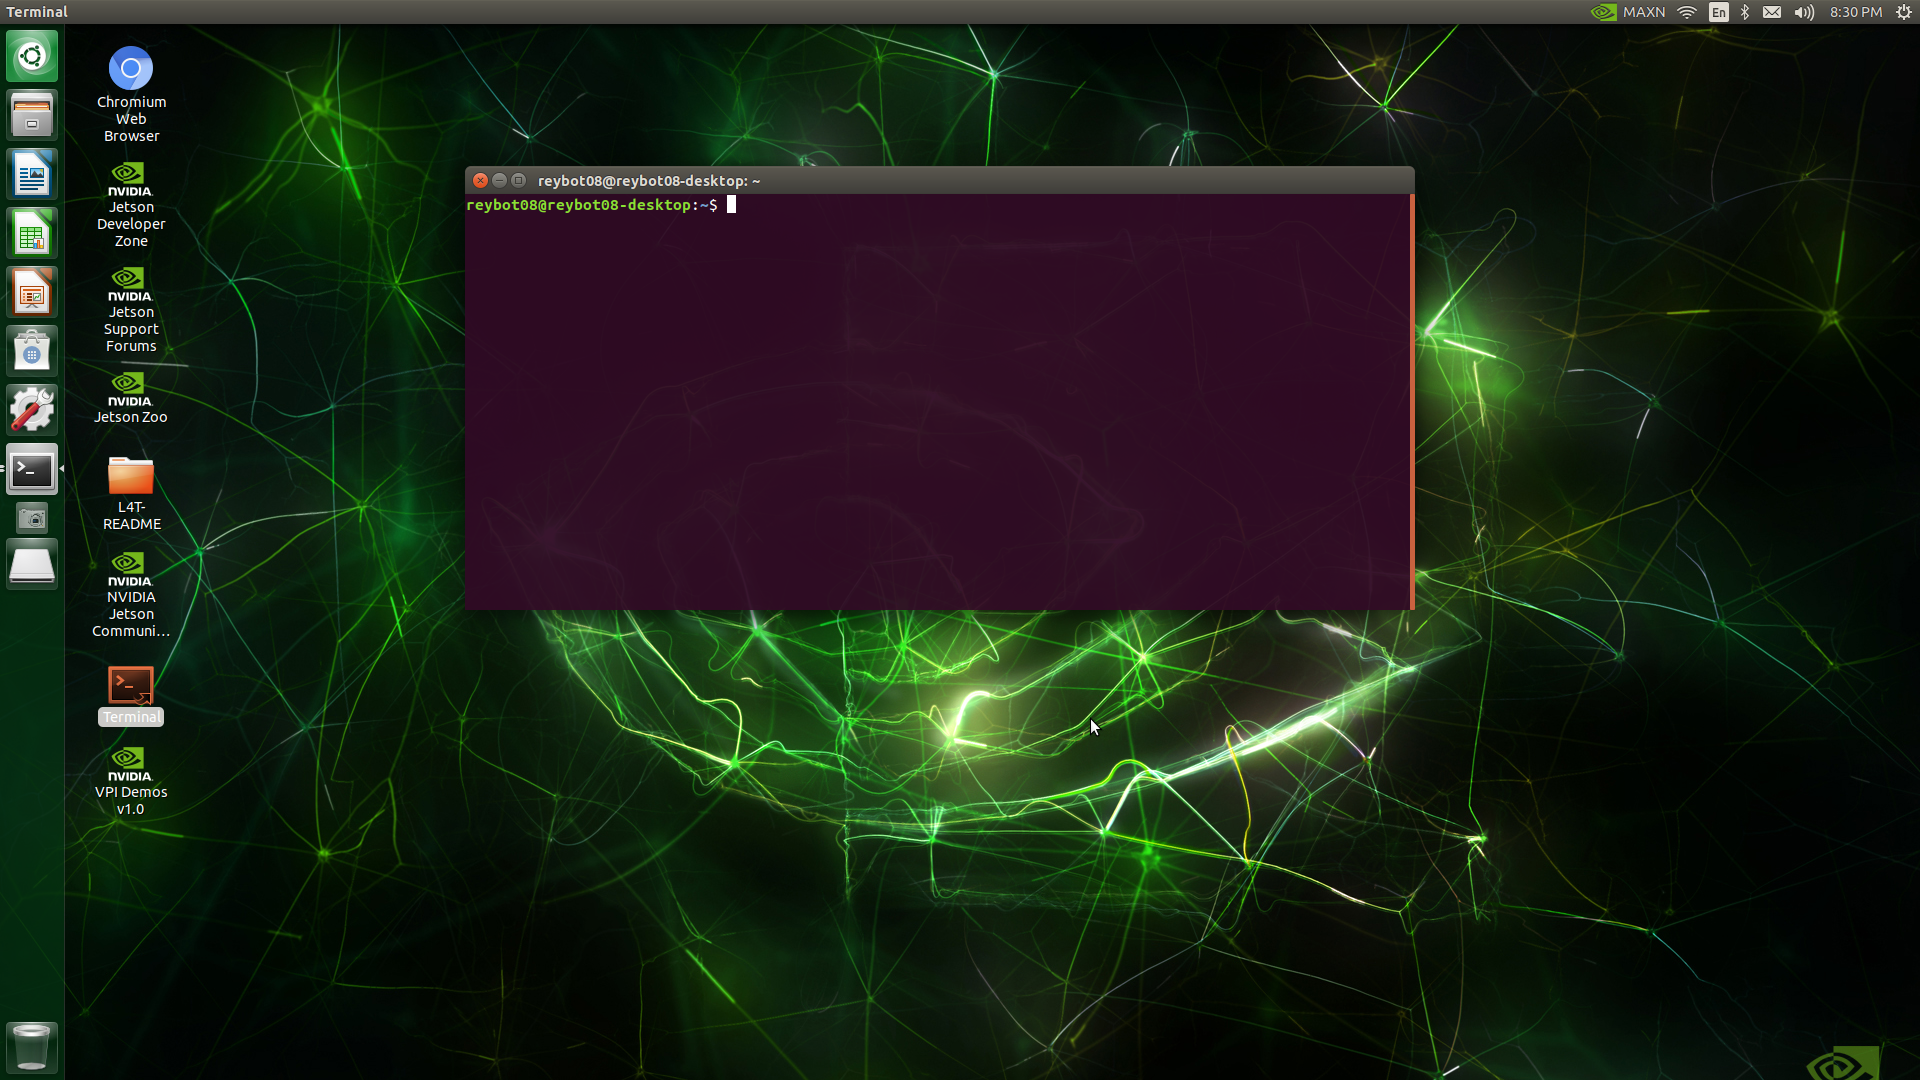 Terminal
MAXN
En
8:30 PM
Chromium
Web
Browser
NVIDIA.
Jetson
Developer
Zone
NVIDIA.
Jetson
Support
Forums
NVIDIA.
Jetson Zoo
L4T-
README
NVIDIA.
NVIDIA
Jetson
Communi...
>_
Terminal
NVIDIA.
VPI Demos
v1.0
>_
reybot08@reybot08-desktop: ~
reybot08@reybot08-desktop:~$